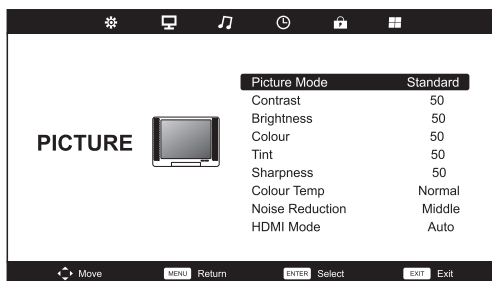 Picture Mode Standard
Contrast 50
Brightness 50
PICTURE
Colour 50
Tint 50
Sharpness 50
Colour Temp Normal
Noise Reduction Middle
HDMI Mode Auto
Move MENU Return ENTER Select EXIT Exit